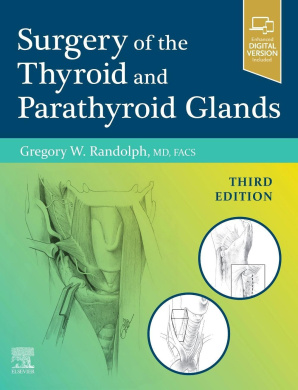 Surgery of the
Thyroid and
Parathyroid Glands
Enhanced
DIGITAL
VERSION
Included
Gregory W. Randolph, MD, FACS
THIRD
EDITION
ELSEVIER